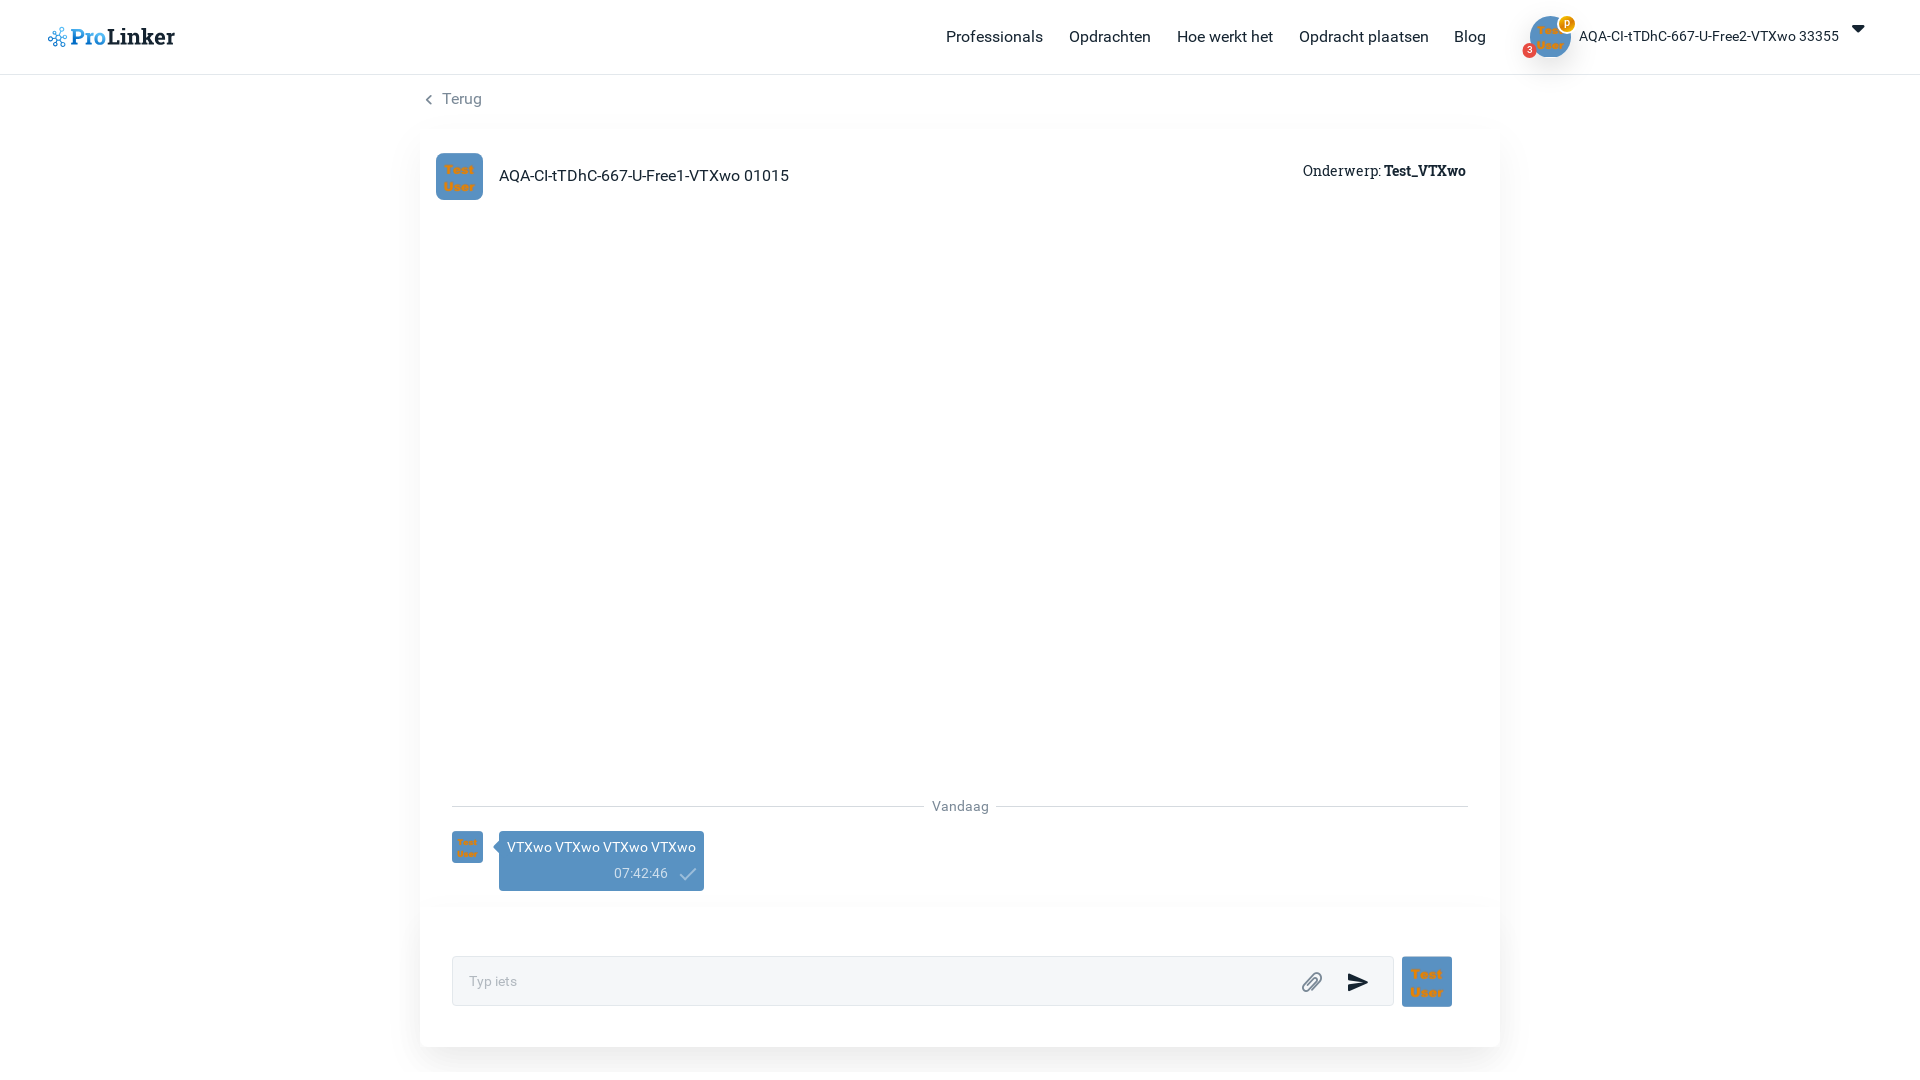 ProLinker
Professionals
Opdrachten
Hoe werkt het
Opdracht plaatsen
Blog
Test
User
p
3
AQA-CI-tTDhC-667-U-Free2-VTXwo 33355
Terug
Test
User
AQA-CI-tTDhC-667-U-Free1-VTXwo 01015
Onderwerp: Test_VTXwo
Vandaag
Test
User
VTXwo VTXwo VTXwo VTXwo
07:42:46
Typ iets
Test
User